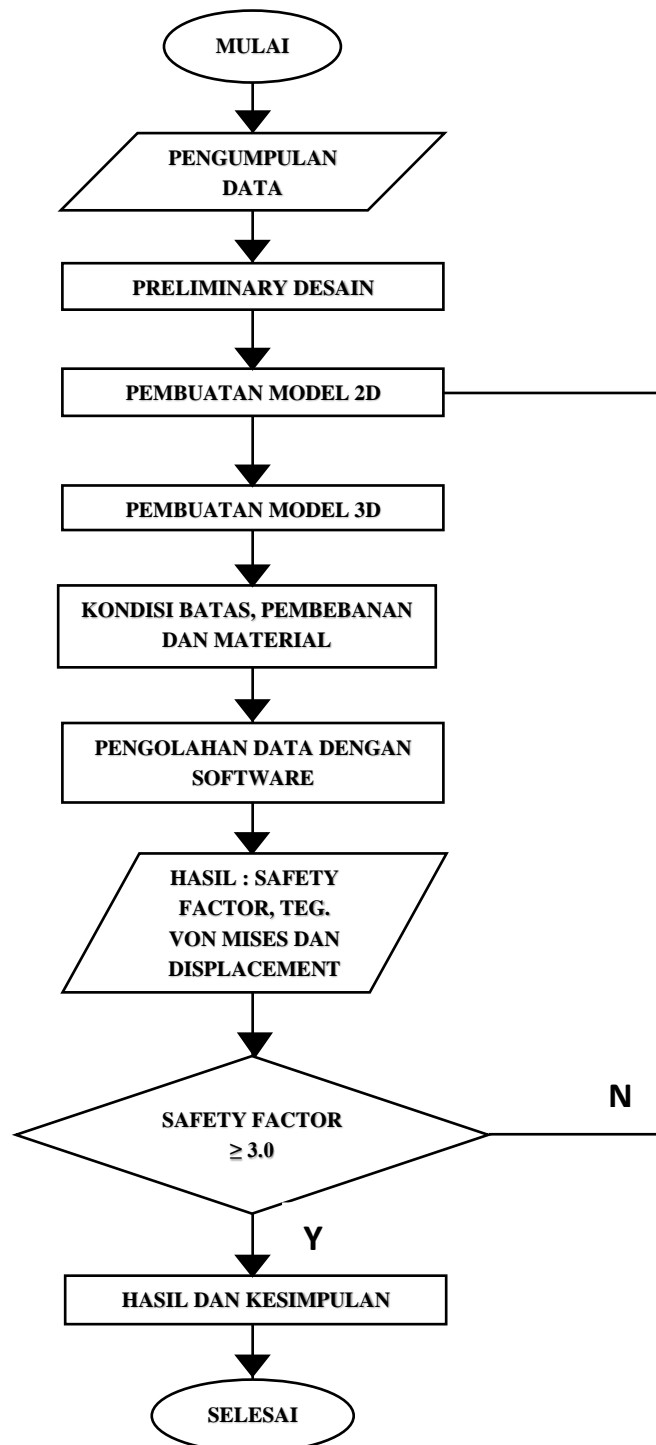 MULAI
PENGUMPULAN
DATA
PRELIMINARY DESAIN
PEMBUATAN MODEL 2D
PEMBUATAN MODEL 3D
KONDISI BATAS, PEMBEBANAN
DAN MATERIAL
PENGOLAHAN DATA DENGAN
SOFTWARE
HASIL : SAFETY
FACTOR, TEG.
VON MISES DAN
DISPLACEMENT
N
SAFETY FACTOR
≥ 3.0
Y
HASIL DAN KESIMPULAN
SELESAI